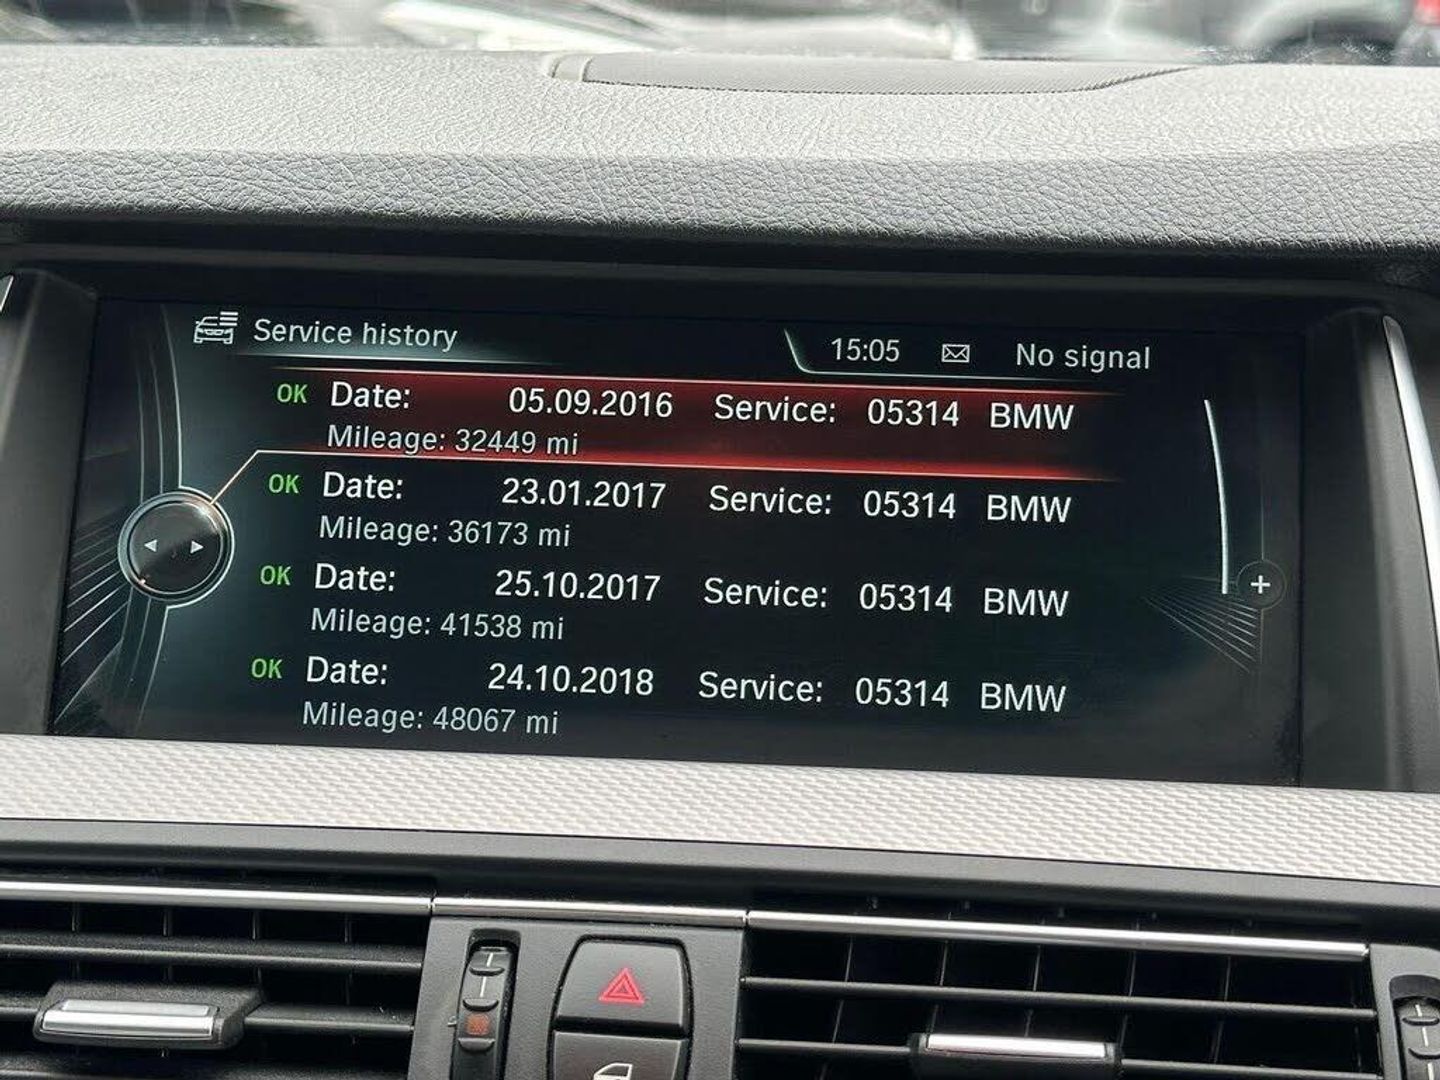 Service history 15:05 No signal
OK Date: 05.09.2016 Service: 05314 BMW
Mileage: 32449 mi
OK Date: 23.01.2017 Service: 05314 BMW
Mileage: 36173 mi
OK Date: 25.10.2017 Service: 05314 BMW
Mileage: 41538 mi
OK Date: 24.10.2018 Service: 05314 BMW
Mileage: 48067 mi